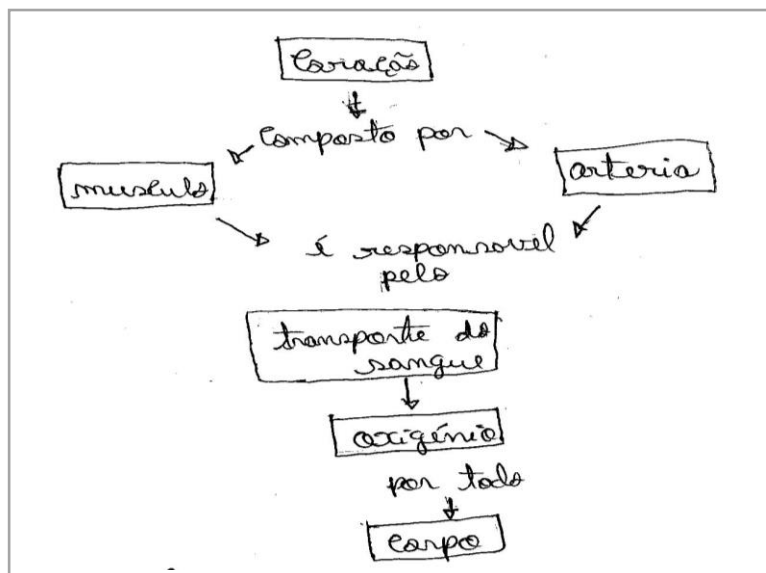 Coração
Composto por
musculo
arteria
é responsavel
pelo
transporte do
sangue
oxigénio
por todo
Corpo